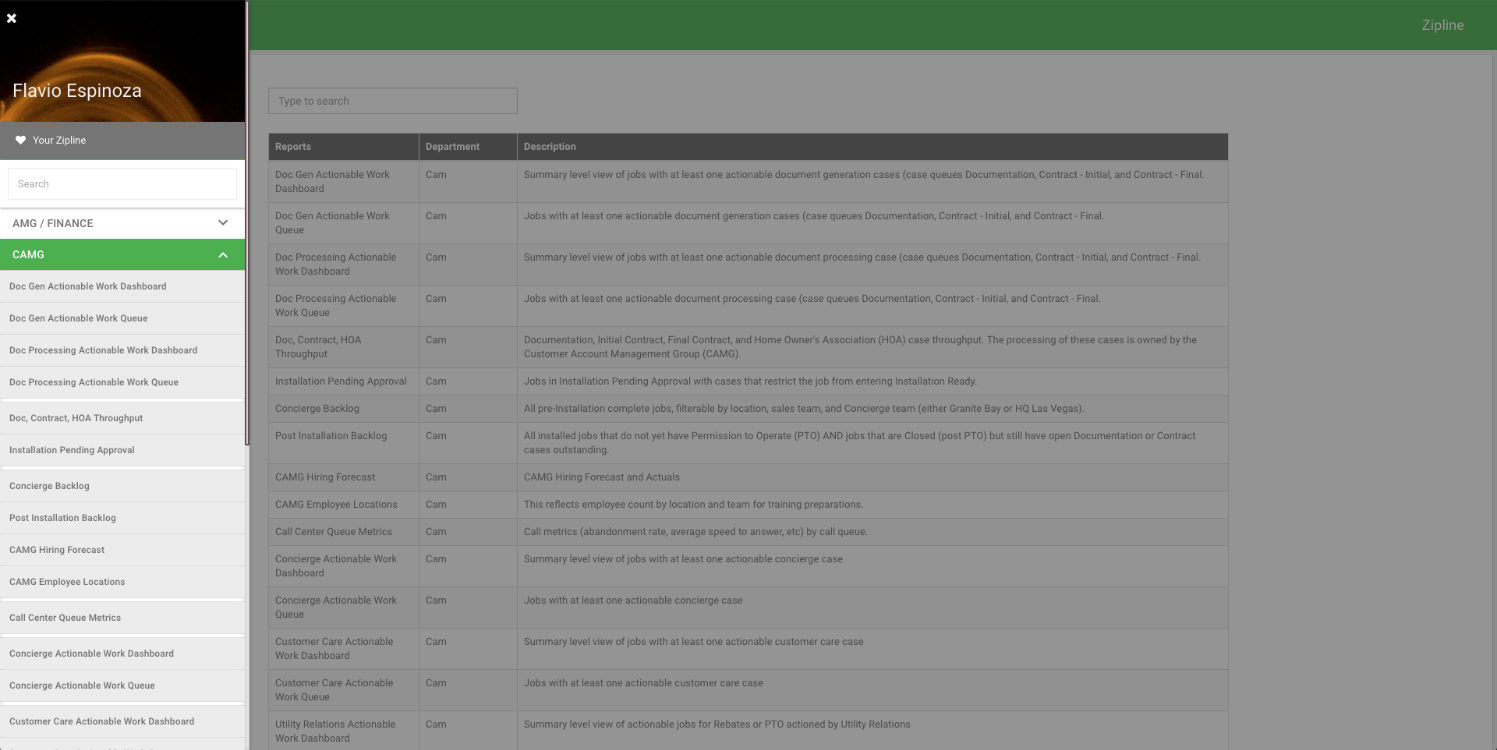 Flavio Espinoza
Your Zipline
Search
AMG / FINANCE
CAMG
Doc Gen Actionable Work Dashboard
Doc Gen Actionable Work Queue
Doc Processing Actionable Work Dashboard
Doc Processing Actionable Work Queue
Doc, Contract, HOA Throughput
Installation Pending Approval
Concierge Backlog
Post Installation Backlog
CAMG Hiring Forecast
CAMG Employee Locations
Call Center Queue Metrics
Concierge Actionable Work Dashboard
Concierge Actionable Work Queue
Customer Care Actionable Work Dashboard
Zipline
Type to search
Reports Department Description
Doc Gen Actionable Work Cam Summary level view of jobs with at least one actionable document generation cases (case queues Documentation, Contract - Initial, and Contract - Final.
Dashboard
Doc Gen Actionable Work Cam Jobs with at least one actionable document generation cases (case queues Documentation, Contract - Initial, and Contract - Final.
Queue
Doc Processing Actionable Cam Summary level view of jobs with at least one actionable document processing case (case queues Documentation, Contract - Initial, and Contract - Final.
Work Dashboard
Doc Processing Actionable Cam Jobs with at least one actionable document processing case (case queues Documentation, Contract - Initial, and Contract - Final.
Work Queue
Doc, Contract, HOA Cam Documentation, Initial Contract, Final Contract, and Home Owner's Association (HOA) case throughput. The processing of these cases is owned by the
Throughput Customer Account Management Group (CAMG).
Installation Pending Approval Cam Jobs in Installation Pending Approval with cases that restrict the job from entering Installation Ready.
Concierge Backlog Cam All pre-Installation complete jobs, filterable by location, sales team, and Concierge team (either Granite Bay or HQ Las Vegas).
Post Installation Backlog Cam All installed jobs that do not yet have Permission to Operate (PTO) AND jobs that are Closed (post PTO) but still have open Documentation or Contract
cases outstanding.
CAMG Hiring Forecast Cam CAMG Hiring Forecast and Actuals
CAMG Employee Locations Cam This reflects employee count by location and team for training preparations.
Call Center Queue Metrics Cam Call metrics (abandonment rate, average speed to answer, etc) by call queue.
Concierge Actionable Work Cam Summary level view of jobs with at least one actionable concierge case
Dashboard
Concierge Actionable Work Cam Jobs with at least one actionable concierge case
Queue
Customer Care Actionable Cam Summary level view of jobs with at least one actionable customer care case
Work Dashboard
Customer Care Actionable Cam Jobs with at least one actionable customer care case
Work Queue
Utility Relations Actionable Cam Summary level view of actionable jobs for Rebates or PTO actioned by Utility Relations
Work Dashboard